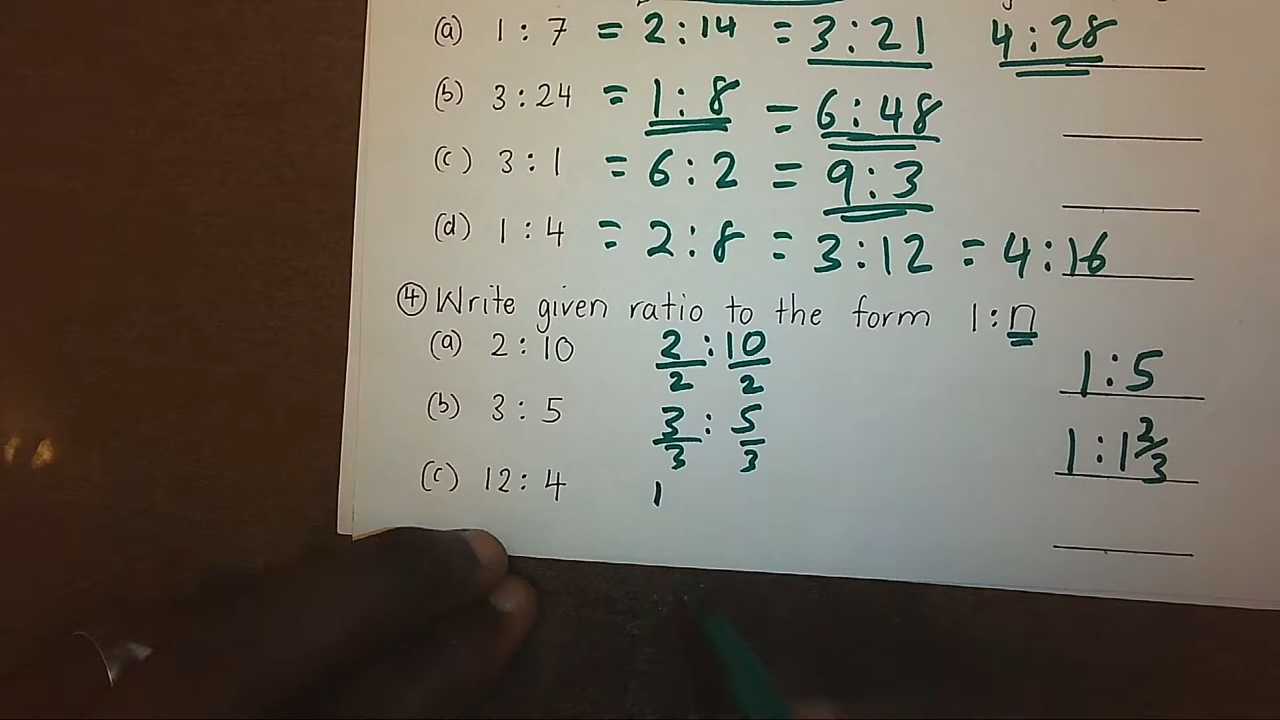 (a) 1 : 7 = 2 : 14 = 3 : 21 4 : 28
(b) 3 : 24 = 1 : 8 = 6 : 48
(c) 3 : 1 = 6 : 2 = 9 : 3
(d) 1 : 4 = 2 : 8 = 3 : 12 = 4 : 16
④ Write given ratio to the form 1 : n
(a) 2 : 10 2/2 : 10/2 1 : 5
(b) 3 : 5 3/3 : 5/3 1 : 1 2/3
(c) 12 : 4 1